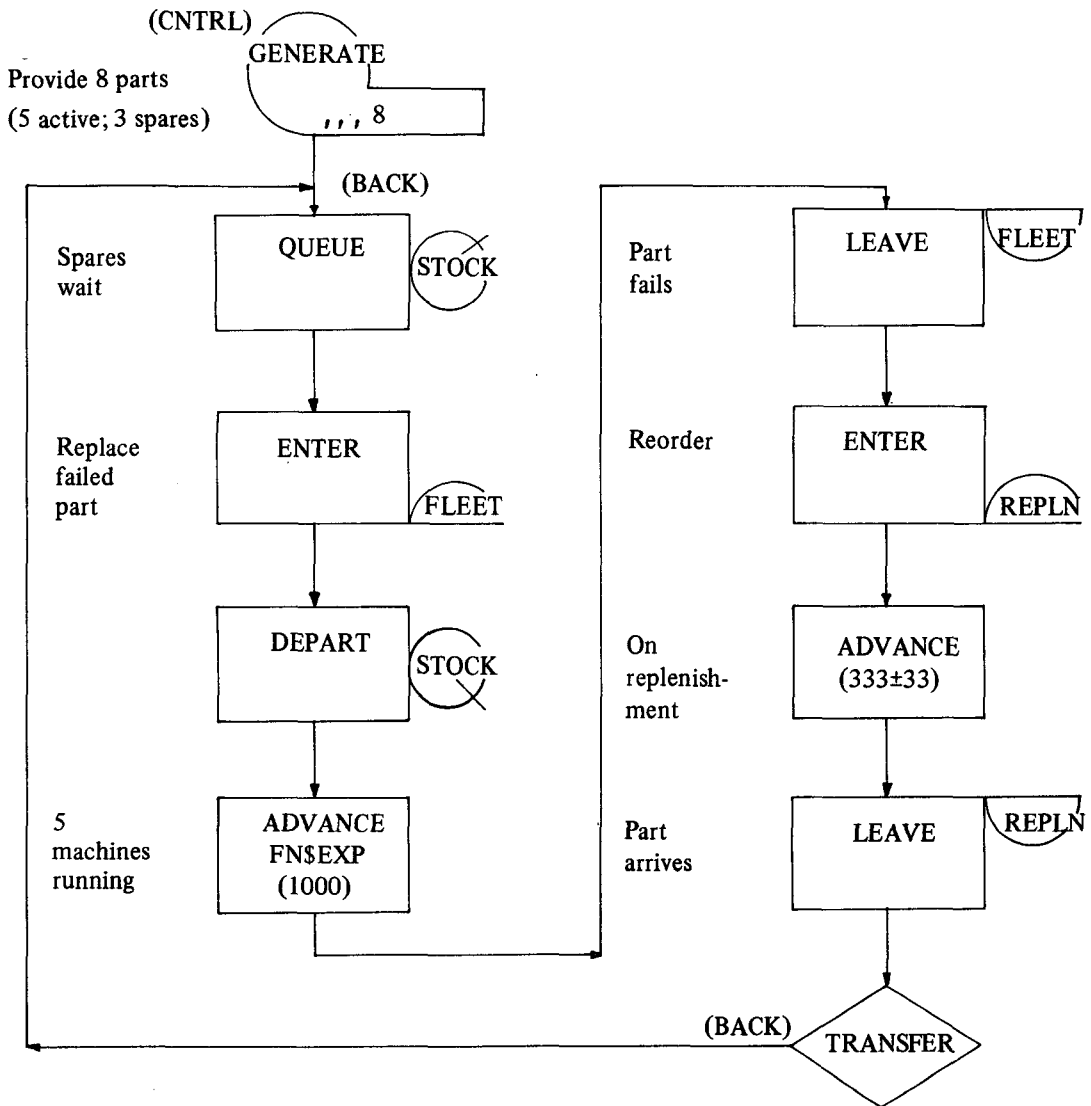 (CNTRL)
GENERATE
Provide 8 parts
(5 active; 3 spares)
, , , 8
(BACK)
Spares
wait
QUEUE
STOCK
Replace
failed
part
ENTER
FLEET
DEPART
STOCK
5
machines
running
ADVANCE
FN$EXP
(1000)
Part
fails
LEAVE
FLEET
Reorder
ENTER
REPLN
On
replenish-
ment
ADVANCE
(333±33)
Part
arrives
LEAVE
REPLN
(BACK)
TRANSFER